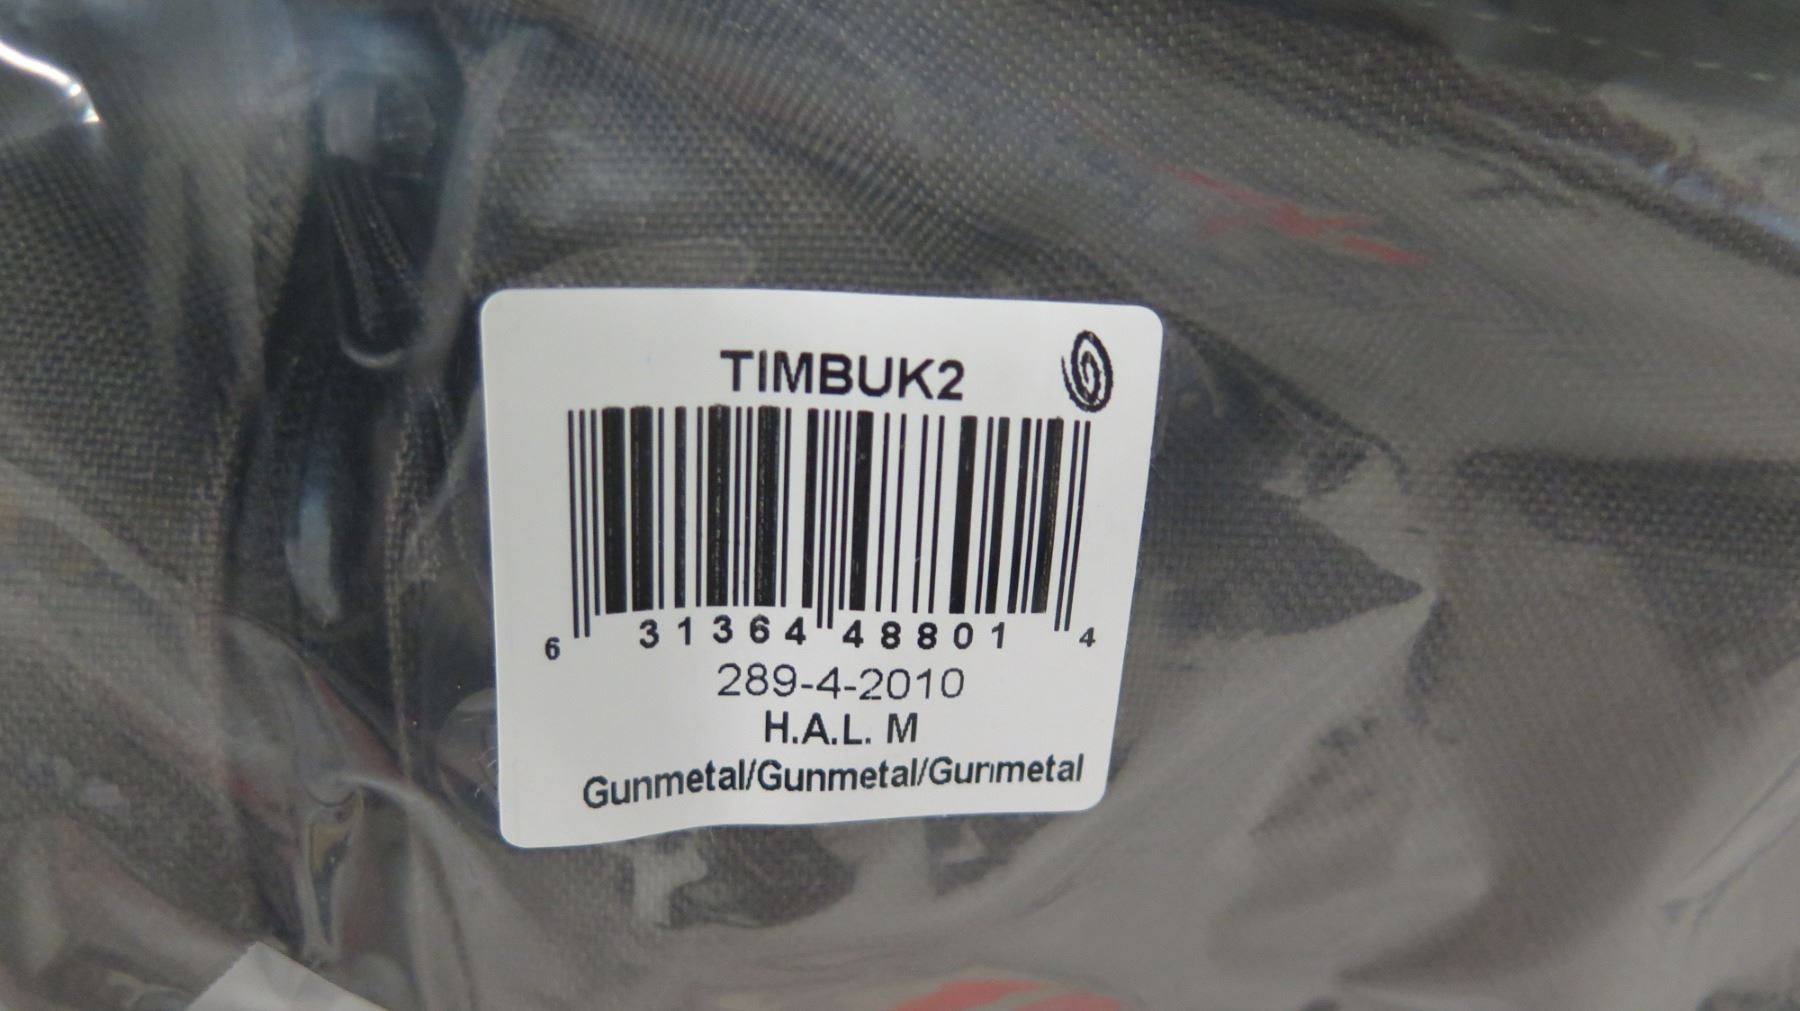 TIMBUK2
6 31364 48801 4
289-4-2010
H.A.L. M
Gunmetal/Gunmetal/Gunmetal